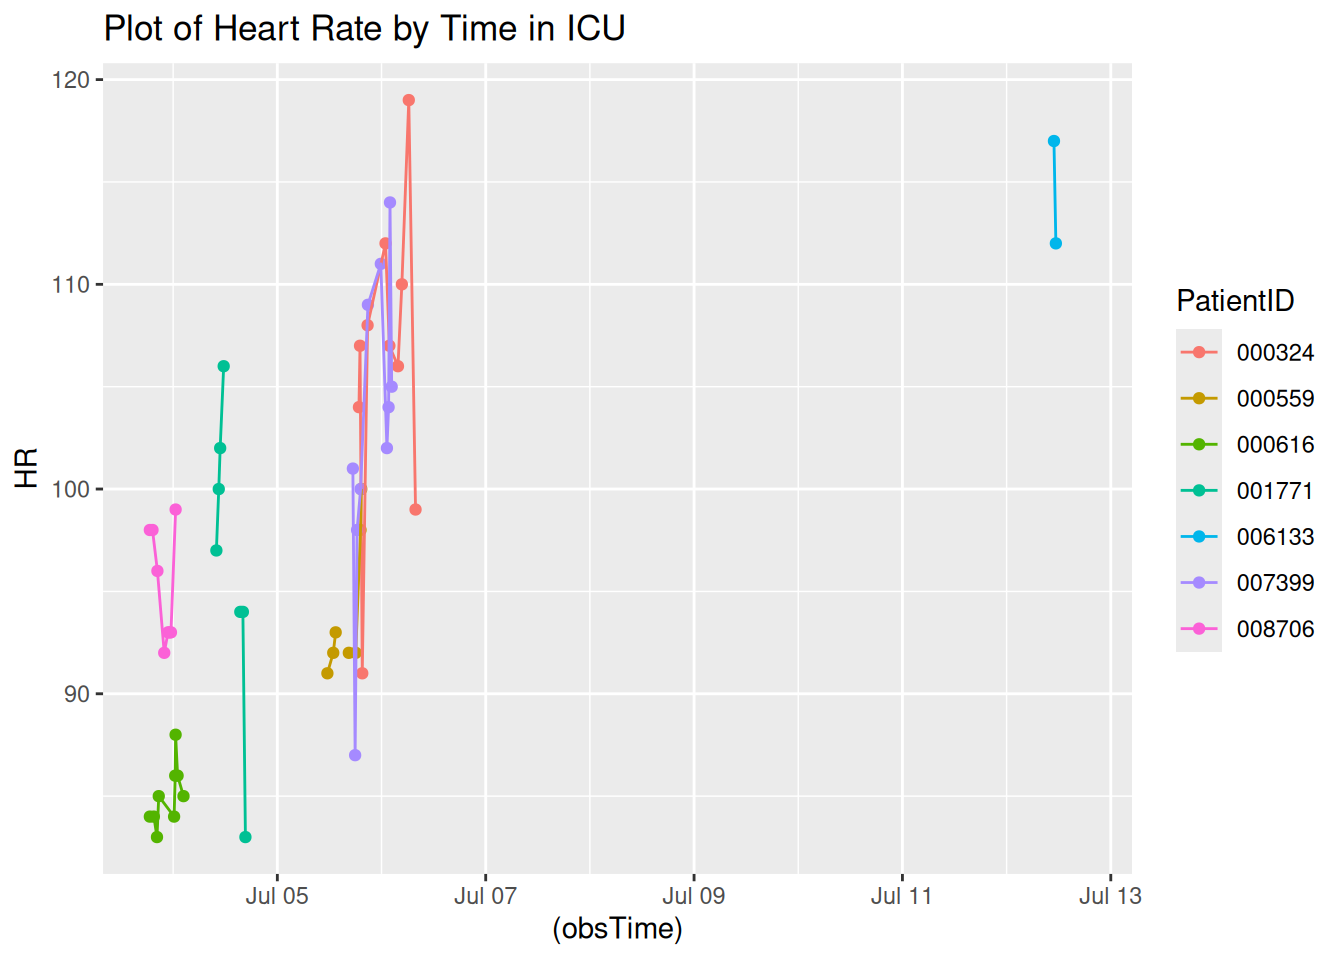 Plot of Heart Rate by Time in ICU
120
110
100
90
HR
Jul 05
Jul 07
Jul 09
Jul 11
Jul 13
(obsTime)
PatientID
000324
000559
000616
001771
006133
007399
008706